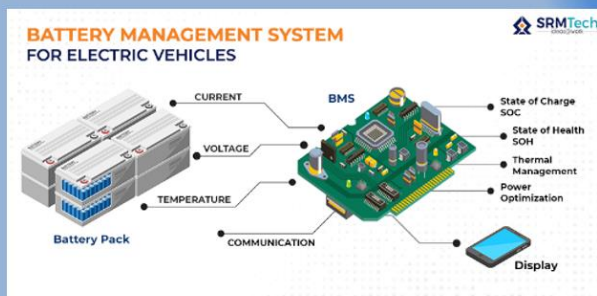 BATTERY MANAGEMENT SYSTEM
FOR ELECTRIC VEHICLES
SRMTech
CURRENT
BMS
State of Charge
SOC
VOLTAGE
State of Health
SOH
Thermal
Management
TEMPERATURE
Power
Optimization
Battery Pack
COMMUNICATION
Display